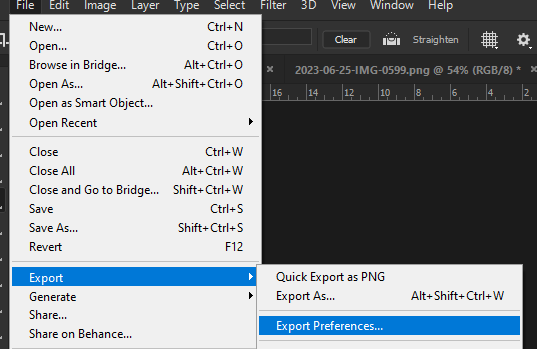 File Edit Image Layer Type Select Filter 3D View Window Help
New... Ctrl+N
Open... Ctrl+O
Browse in Bridge... Alt+Ctrl+O
Open As... Alt+Shift+Ctrl+O
Open as Smart Object...
Open Recent
Close Ctrl+W
Close All Alt+Ctrl+W
Close and Go to Bridge... Shift+Ctrl+W
Save Ctrl+S
Save As... Shift+Ctrl+S
Revert F12
Export
Generate
Share...
Share on Behance...
Clear Straighten
2023-06-25-IMG-0599.png @ 54% (RGB/8) *
16 14 12 10 8 6 4 2
Quick Export as PNG
Export As... Alt+Shift+Ctrl+W
Export Preferences...